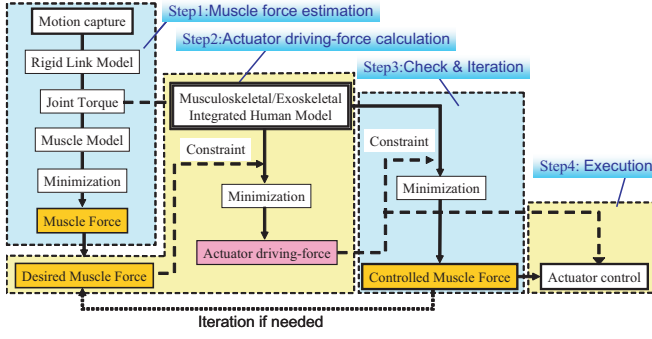 Step1:Muscle force estimation
Motion capture
Rigid Link Model
Joint Torque
Muscle Model
Minimization
Muscle Force
Desired Muscle Force
Step2:Actuator driving-force calculation
Musculoskeletal/Exoskeletal
Integrated Human Model
Constraint
Minimization
Actuator driving-force
Step3:Check & Iteration
Constraint
Minimization
Controlled Muscle Force
Step4: Execution
Actuator control
Iteration if needed